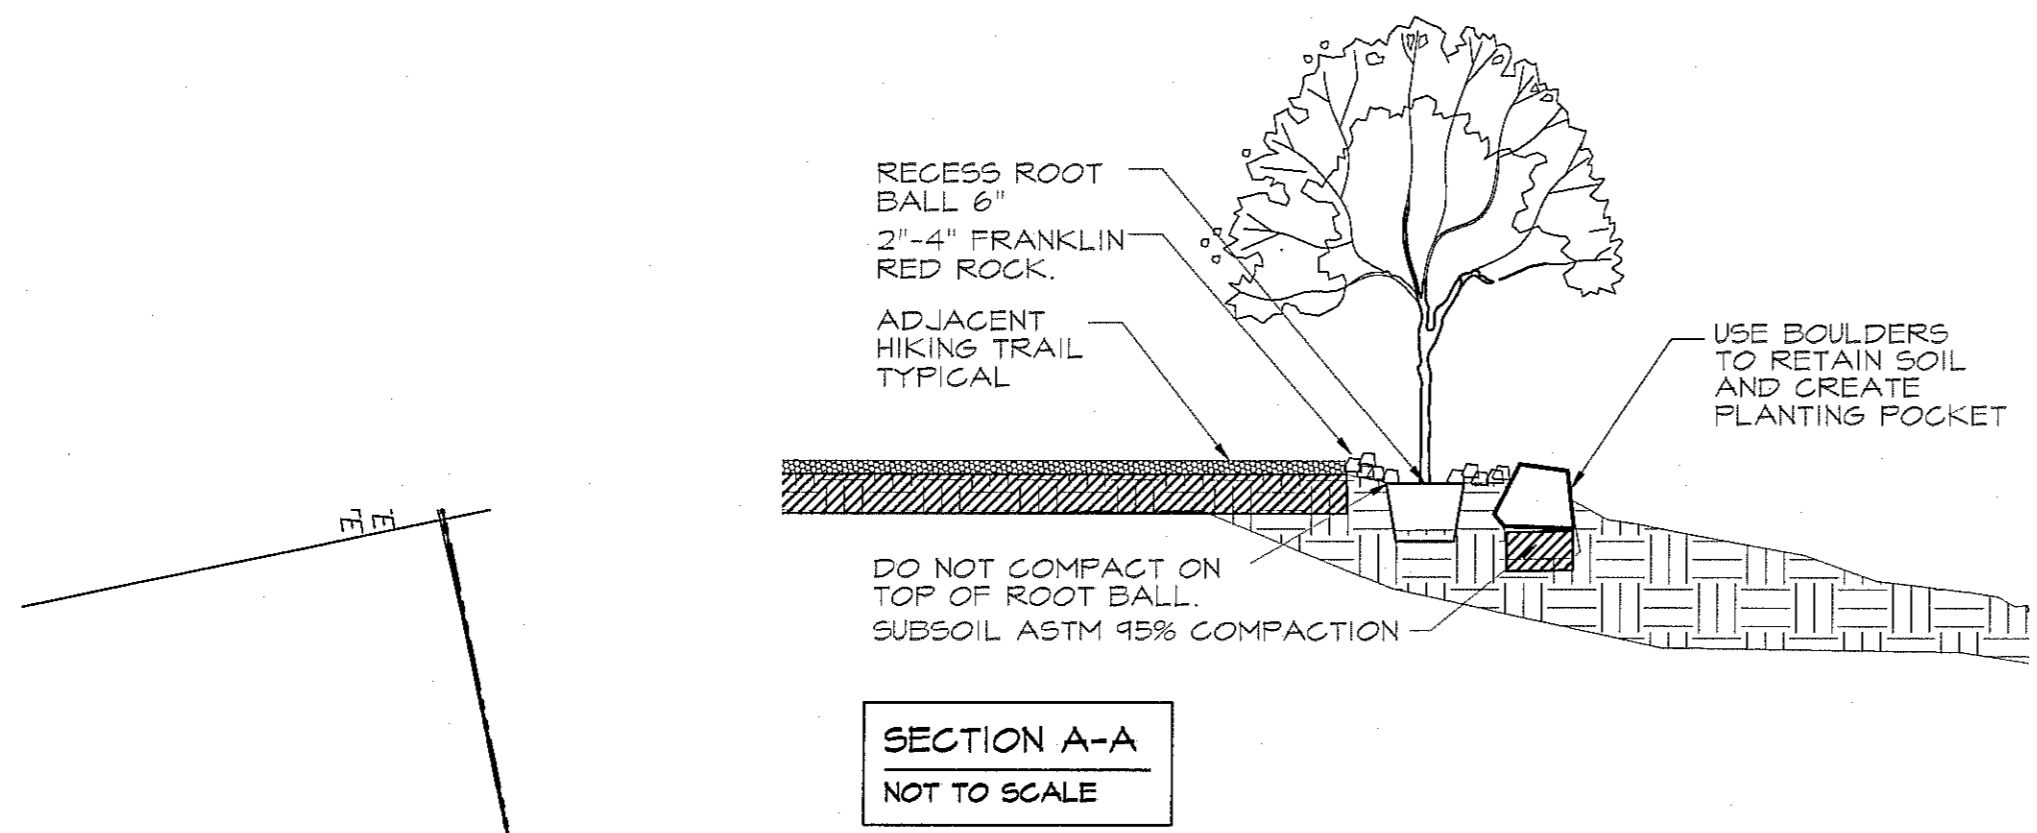 RECESS ROOT
BALL 6"
2"-4" FRANKLIN
RED ROCK.
ADJACENT
HIKING TRAIL
TYPICAL
USE BOULDERS
TO RETAIN SOIL
AND CREATE
PLANTING POCKET
DO NOT COMPACT ON
TOP OF ROOT BALL.
SUBSOIL ASTM 95% COMPACTION
SECTION A-A
NOT TO SCALE